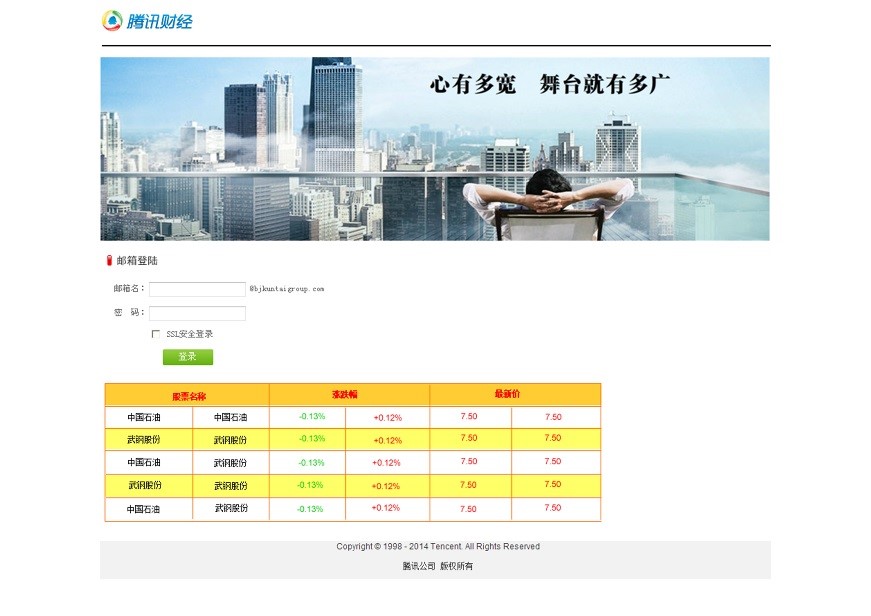 腾讯财经
心有多宽 舞台就有多广
邮箱登陆
邮箱名： @bjkuntaigroup.com
密 码：
SSL安全登录
登录
股票名称 涨跌幅 最新价
中国石油 中国石油 -0.13% +0.12% 7.50 7.50
武钢股份 武钢股份 -0.13% +0.12% 7.50 7.50
中国石油 武钢股份 -0.13% +0.12% 7.50 7.50
武钢股份 武钢股份 -0.13% +0.12% 7.50 7.50
中国石油 武钢股份 -0.13% +0.12% 7.50 7.50
Copyright © 1998 - 2014 Tencent. All Rights Reserved
腾讯公司 版权所有